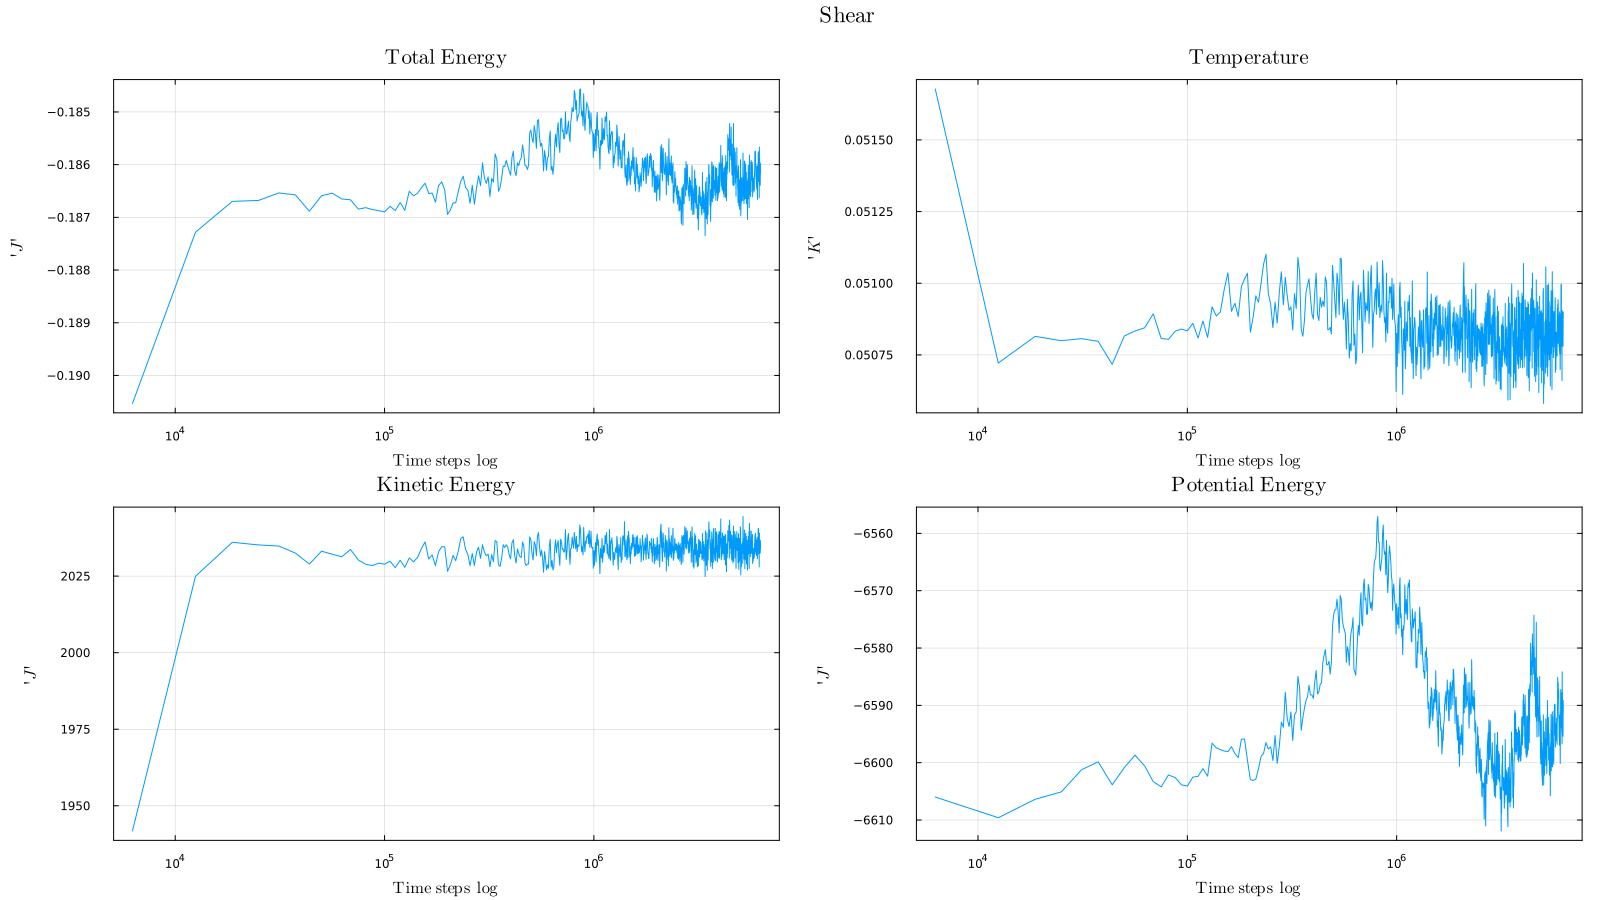 Shear
Total Energy
−0.185
−0.186
−0.187
−0.188
−0.189
−0.190
'J'
10⁴ 10⁵ 10⁶
Time steps log
Temperature
0.05150
0.05125
0.05100
0.05075
'K'
10⁴ 10⁵ 10⁶
Time steps log
Kinetic Energy
2025
2000
1975
1950
'J'
10⁴ 10⁵ 10⁶
Time steps log
Potential Energy
−6560
−6570
−6580
−6590
−6600
−6610
'J'
10⁴ 10⁵ 10⁶
Time steps log